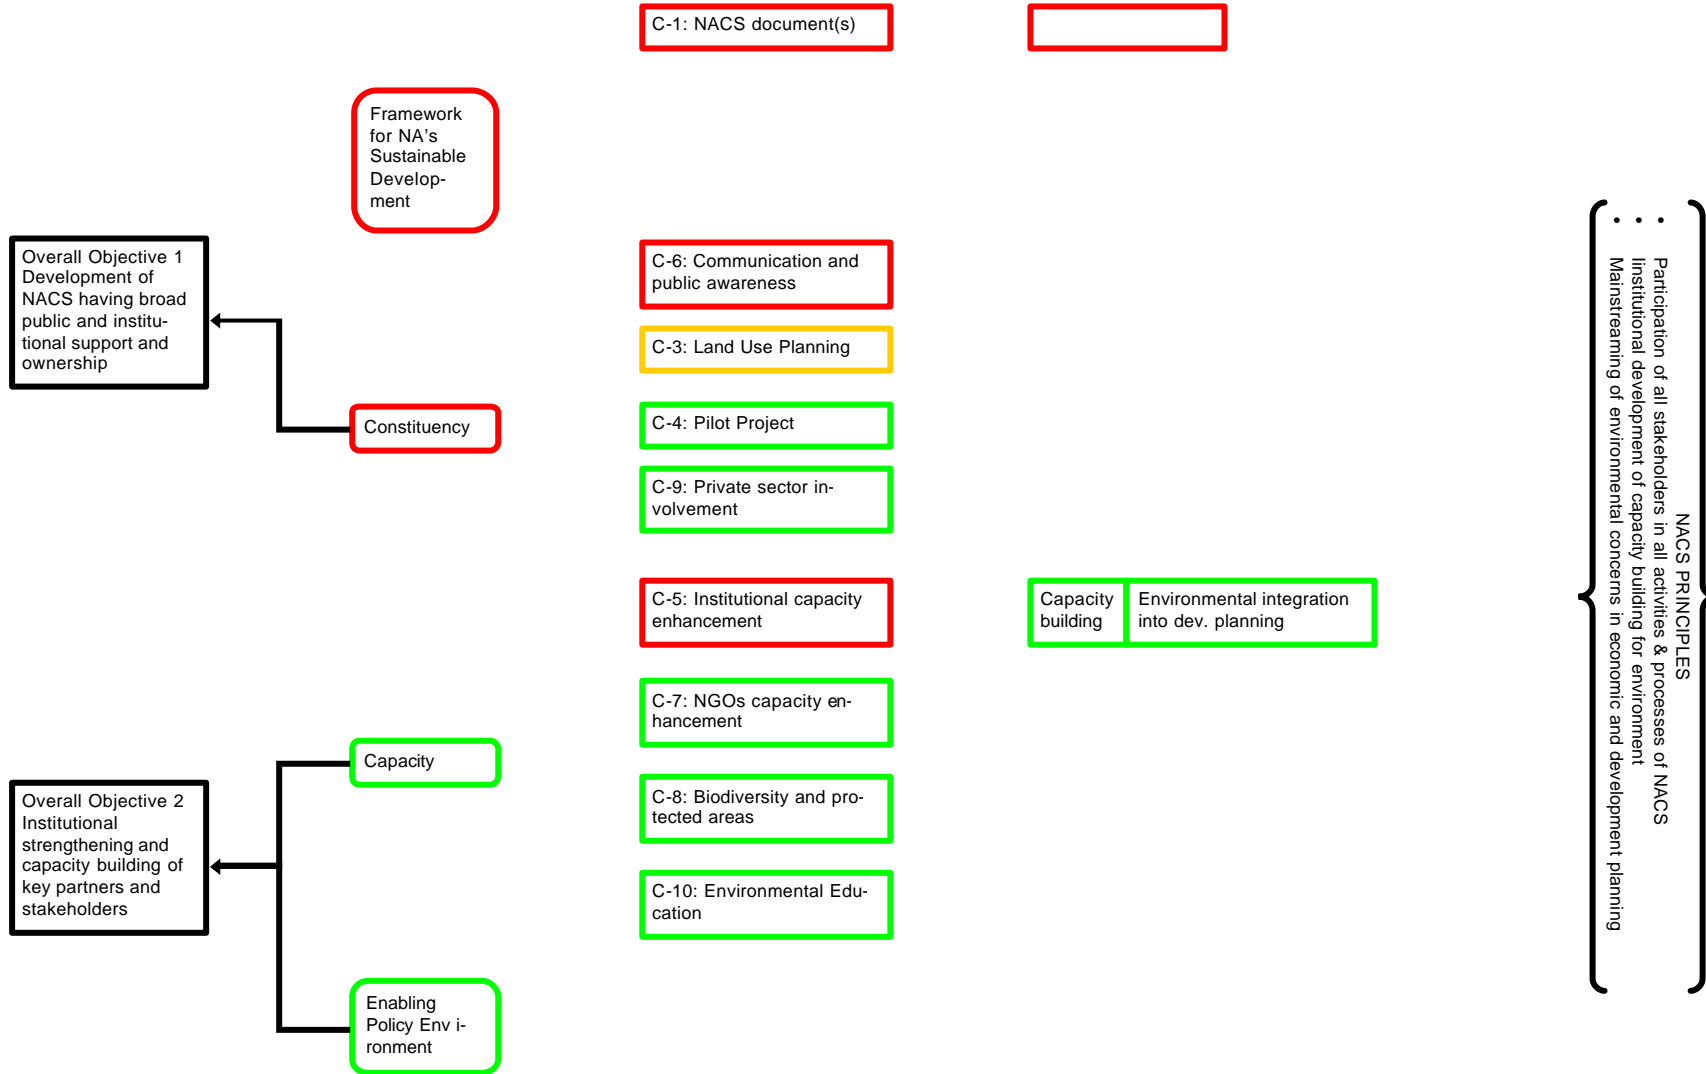 C-1: NACS document(s)
Framework
for NA's
Sustainable
Develop-
ment
Overall Objective 1
Development of
NACS having broad
public and institu-
tional support and
ownership
C-6: Communication and
public awareness
C-3: Land Use Planning
Constituency
C-4: Pilot Project
C-9: Private sector in-
volvement
C-5: Institutional capacity
enhancement
Capacity
building
Environmental integration
into dev. planning
C-7: NGOs capacity en-
hancement
Capacity
C-8: Biodiversity and pro-
tected areas
Overall Objective 2
Institutional
strengthening and
capacity building of
key partners and
stakeholders
C-10: Environmental Edu-
cation
Enabling
Policy Env i-
ronment
NACS PRINCIPLES
• Participation of all stakeholders in all activities & processes of NACS
• Iinstitutional development of capacity building for environment
• Mainstreaming of environmental concerns in economic and development planning